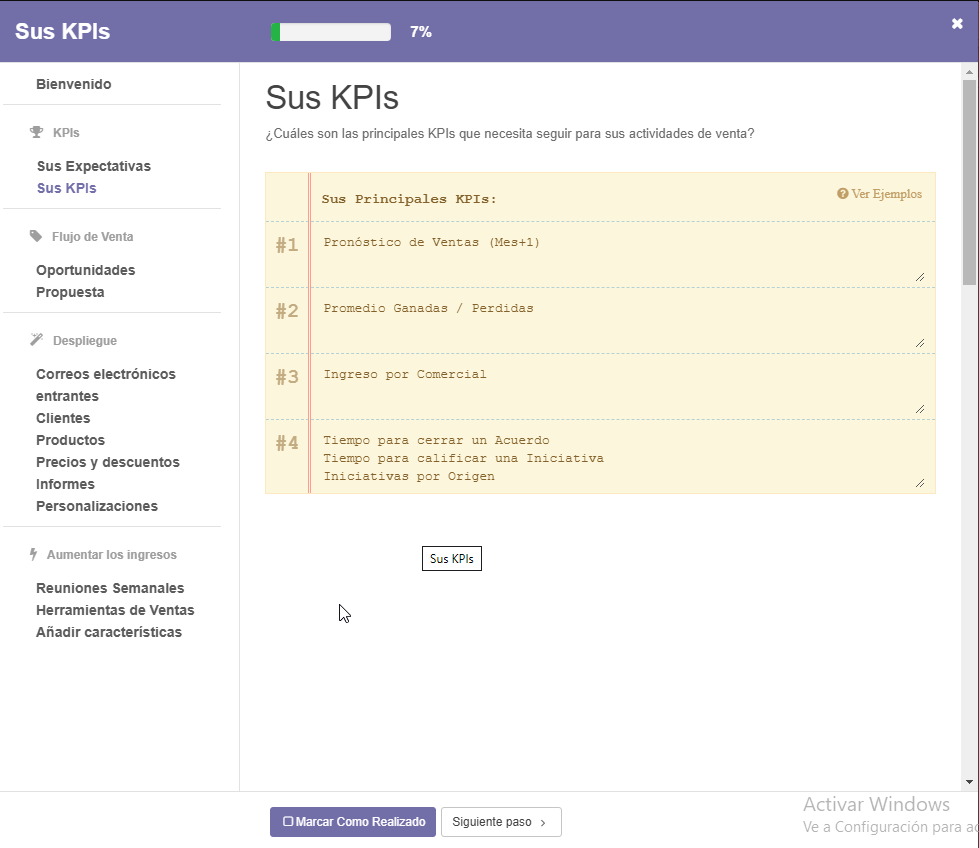 Sus KPIs
7%
Bienvenido
KPIs
Sus Expectativas
Sus KPIs
Flujo de Venta
Oportunidades
Propuesta
Despliegue
Correos electrónicos
entrantes
Clientes
Productos
Precios y descuentos
Informes
Personalizaciones
Aumentar los ingresos
Reuniones Semanales
Herramientas de Ventas
Añadir características
Sus KPIs
¿Cuáles son las principales KPIs que necesita seguir para sus actividades de venta?
Sus Principales KPIs:
Ver Ejemplos
#1 Pronóstico de Ventas (Mes+1)
#2 Promedio Ganadas / Perdidas
#3 Ingreso por Comercial
#4 Tiempo para cerrar un Acuerdo
Tiempo para calificar una Iniciativa
Iniciativas por Origen
Sus KPIs
Marcar Como Realizado
Siguiente paso
Activar Windows
Ve a Configuración para